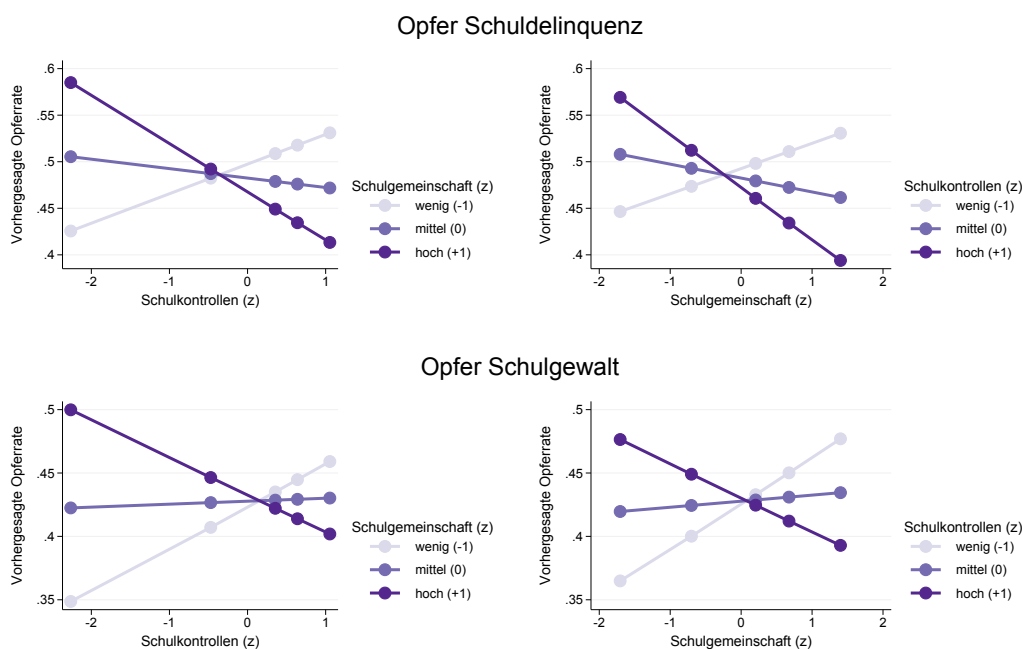 Opfer Schuldelinquenz
Vorhergesagte Opferrate
.6
.55
.5
.45
.4
-2
-1
0
1
Schulkontrollen (z)
Schulgemeinschaft (z)
wenig (-1)
mittel (0)
hoch (+1)
Vorhergesagte Opferrate
.6
.55
.5
.45
.4
-2
-1
0
1
2
Schulgemeinschaft (z)
Schulkontrollen (z)
wenig (-1)
mittel (0)
hoch (+1)
Opfer Schulgewalt
Vorhergesagte Opferrate
.5
.45
.4
.35
-2
-1
0
1
Schulkontrollen (z)
Schulgemeinschaft (z)
wenig (-1)
mittel (0)
hoch (+1)
Vorhergesagte Opferrate
.5
.45
.4
.35
-2
-1
0
1
2
Schulgemeinschaft (z)
Schulkontrollen (z)
wenig (-1)
mittel (0)
hoch (+1)